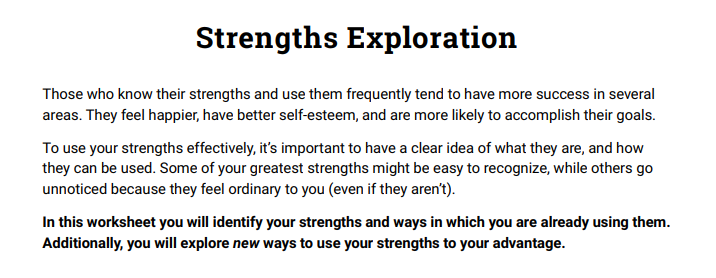 Strengths Exploration
Those who know their strengths and use them frequently tend to have more success in several
areas. They feel happier, have better self-esteem, and are more likely to accomplish their goals.
To use your strengths effectively, it’s important to have a clear idea of what they are, and how
they can be used. Some of your greatest strengths might be easy to recognize, while others go
unnoticed because they feel ordinary to you (even if they aren’t).
In this worksheet you will identify your strengths and ways in which you are already using them.
Additionally, you will explore new ways to use your strengths to your advantage.